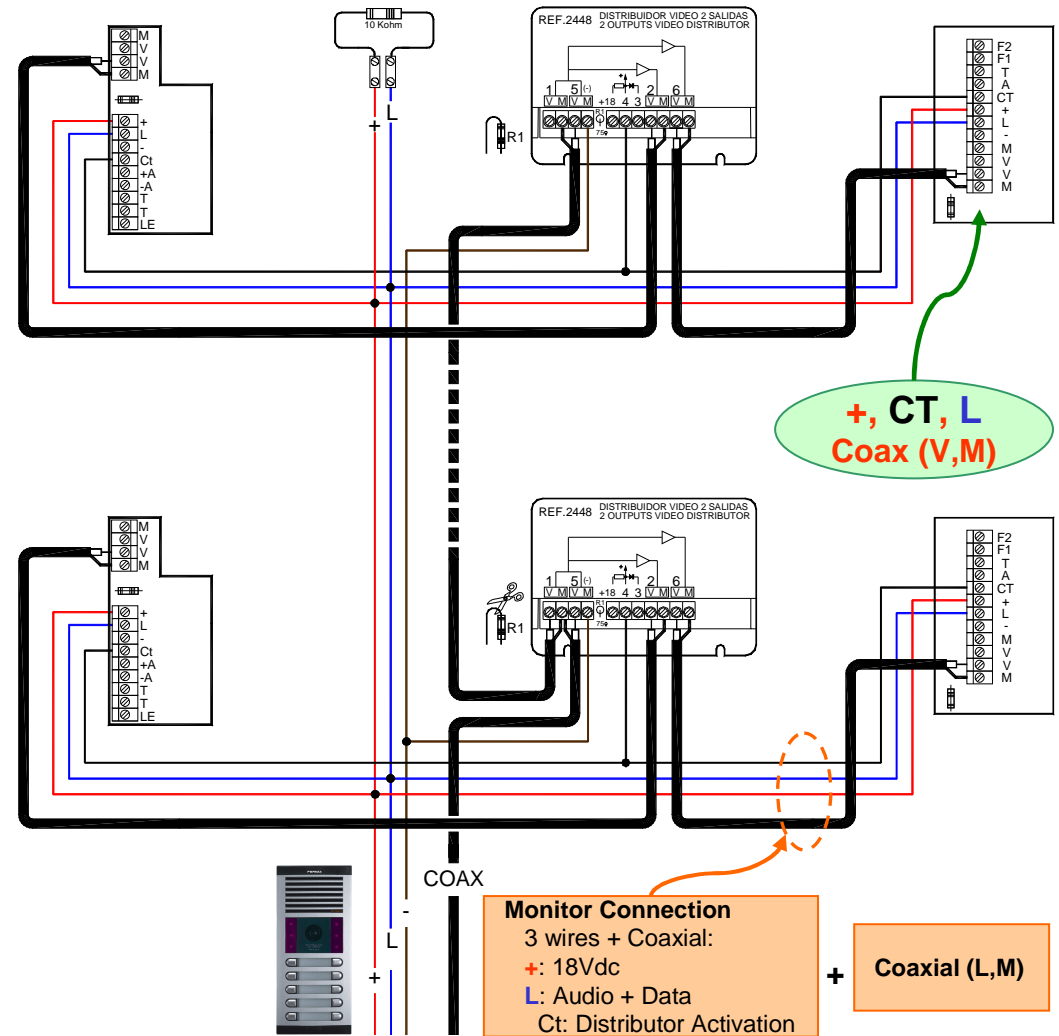 M
V
V
M
+
L
-
Ct
+A
-A
T
T
LE
10 Kohm
+
L
R1
REF.2448 DISTRIBUIDOR VIDEO 2 SALIDAS
2 OUTPUTS VIDEO DISTRIBUTOR
+
1 5 (-) 2 6
V M V M +18 4 3 V M V M
R1
75
F2
F1
T
A
CT
+
L
-
M
V
V
M
+, CT, L
Coax (V,M)
M
V
V
M
+
L
-
Ct
+A
-A
T
T
LE
R1
REF.2448 DISTRIBUIDOR VIDEO 2 SALIDAS
2 OUTPUTS VIDEO DISTRIBUTOR
+
1 5 (-) 2 6
V M V M +18 4 3 V M V M
R1
75
F2
F1
T
A
CT
+
L
-
M
V
V
M
FERMAX
COAX
+
L
-
Monitor Connection
3 wires + Coaxial:
+: 18Vdc
L: Audio + Data
Ct: Distributor Activation
+
Coaxial (L,M)